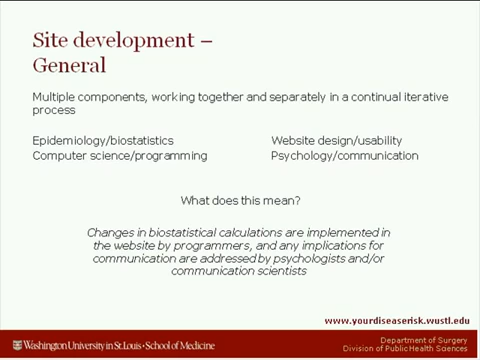 Site development –
General
Multiple components, working together and separately in a continual iterative
process
Epidemiology/biostatistics
Website design/usability
Computer science/programming
Psychology/communication
What does this mean?
Changes in biostatistical calculations are implemented in
the website by programmers, and any implications for
communication are addressed by psychologists and/or
communication scientists
www.yourdiseaserisk.wustl.edu
Washington University in St. Louis • School of Medicine
Department of Surgery
Division of Public Health Sciences